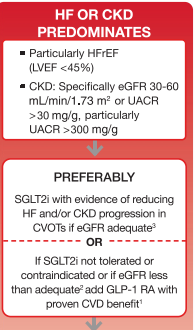 HF OR CKD
PREDOMINATES
▪ Particularly HFrEF
(LVEF <45%)
▪ CKD: Specifically eGFR 30-60
mL/min/1.73 m² or UACR
>30 mg/g, particularly
UACR >300 mg/g
PREFERABLY
SGLT2i with evidence of reducing
HF and/or CKD progression in
CVOTs if eGFR adequate³
OR
If SGLT2i not tolerated or
contraindicated or if eGFR less
than adequate² add GLP-1 RA with
proven CVD benefit¹